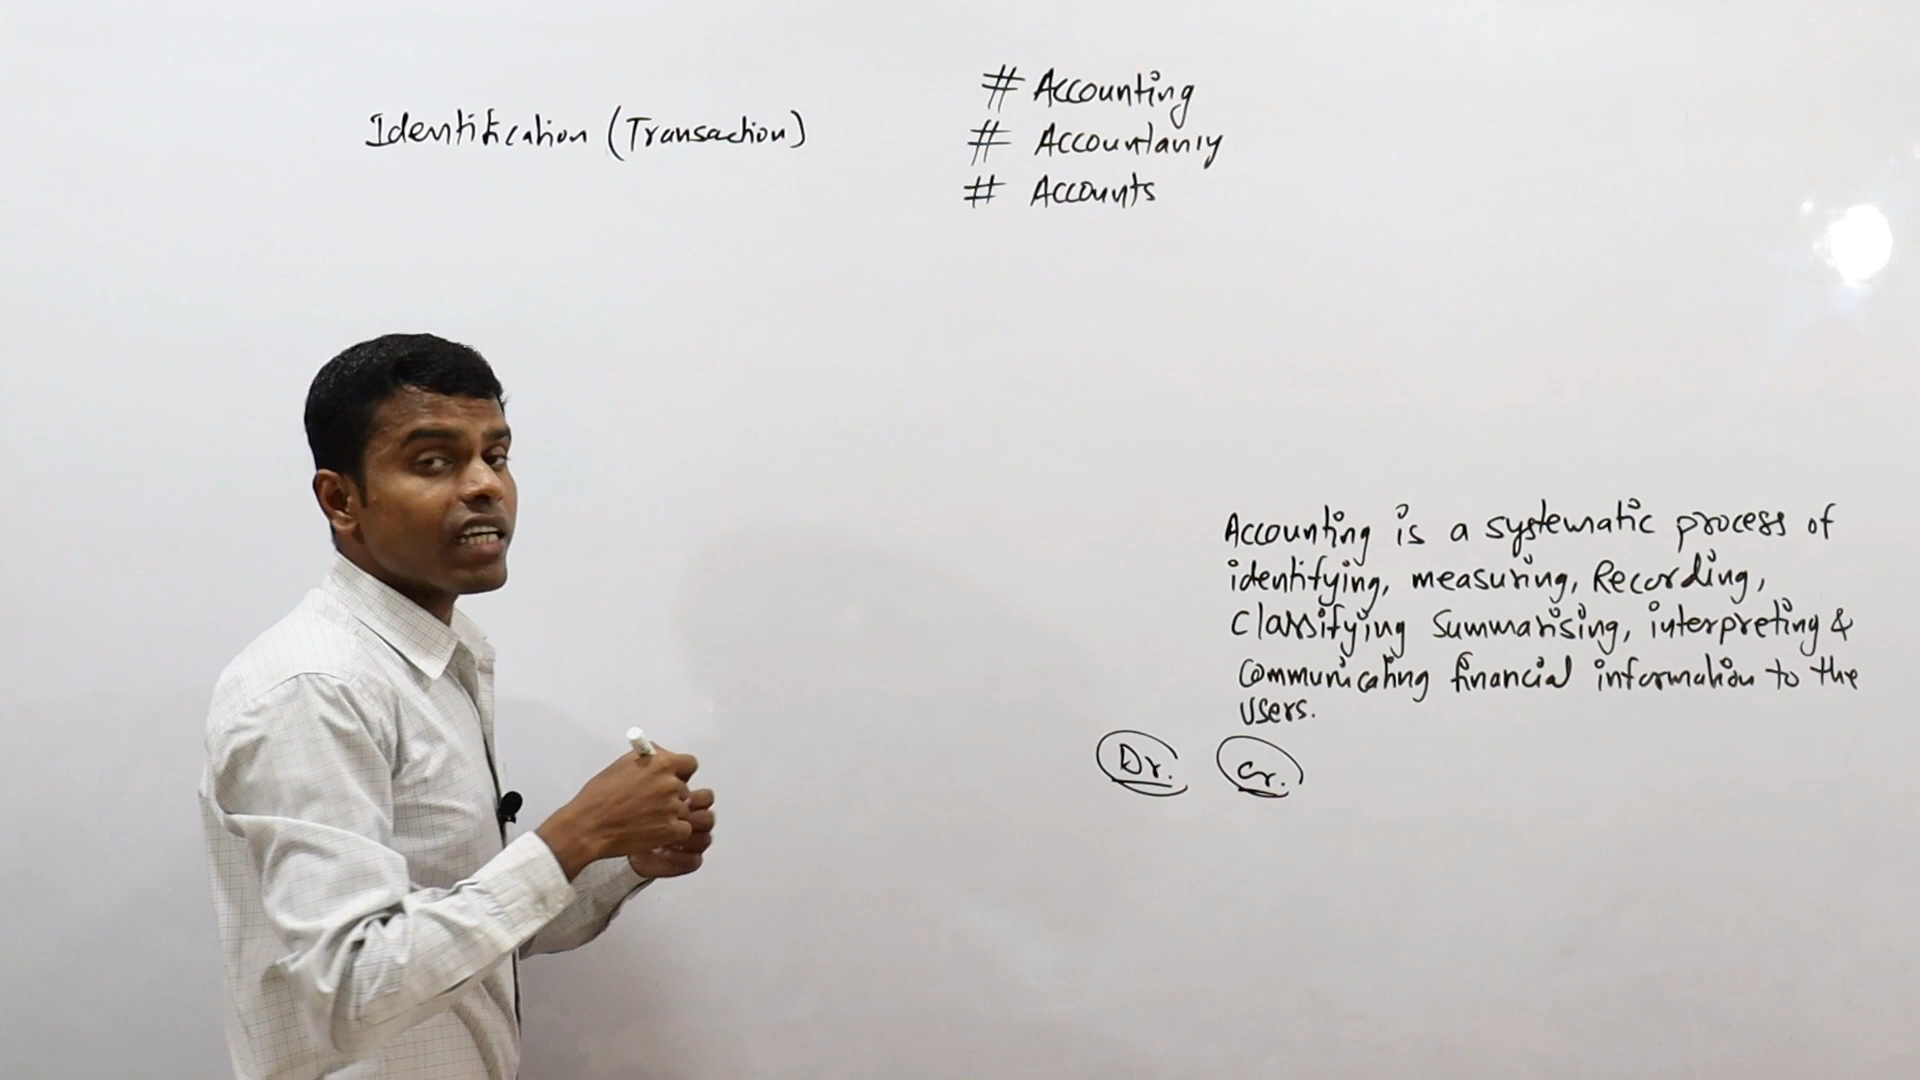 # Accounting
Identification (Transaction)
# Accountancy
# Accounts
Accounting is a systematic process of
identifying, measuring, Recording,
Classifying Summarising, interpreting &
Communicating financial information to the
users.
Dr. Cr.